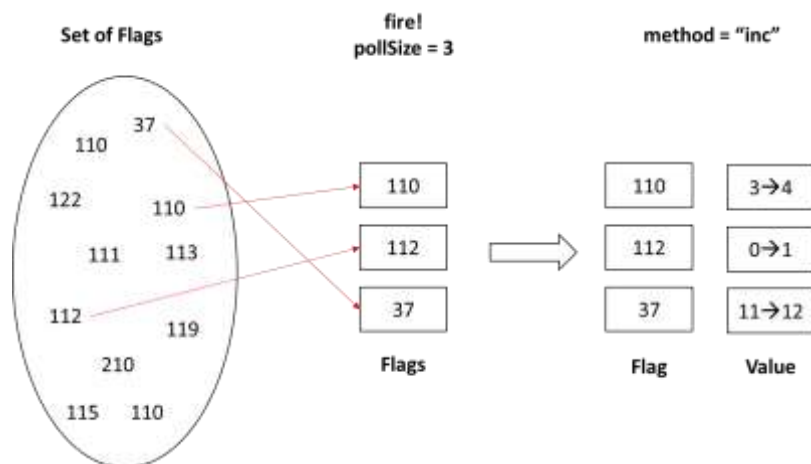 Set of Flags
fire!
pollSize = 3
method = “inc”
37
110
122
110
111
113
112
119
210
115
110
110
112
37
Flags
110
3→4
112
0→1
37
11→12
Flag
Value